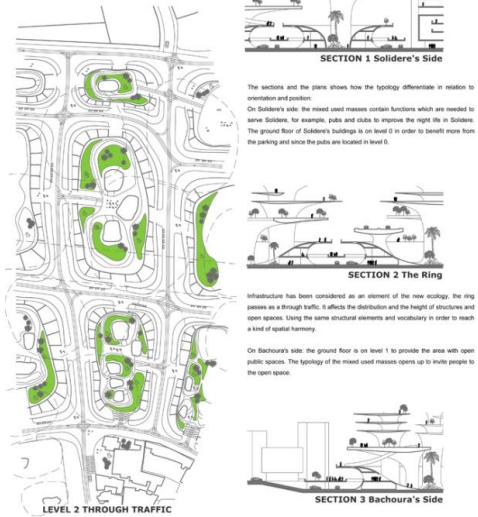 SECTION 1 Solidere's Side
The sections and the plans shows how the typology differentiate in relation to
orientation and position:
On Solidere's side: the mixed used masses contain functions which are needed to
serve Solidere, for example, pubs and clubs to improve the night life in Solidere.
The ground floor of Solidere's buldings is on level 0 in order to benefit more from
the parking and since the pubs are located in level 0.
SECTION 2 The Ring
Infrastructure has been considered as an element of the new ecology, the ring
passes as a through traffic. It affects the distribution and the height of structures and
open spaces. Using the same structural elements and vocabulary in order to reach
a kind of spatial harmony.
On Bachoura's side: the ground floor is on level 1 to provide the area with open
public spaces. The typology of the mixed used masses opens up to invite people to
the open space.
SECTION 3 Bachoura's Side
LEVEL 2 THROUGH TRAFFIC